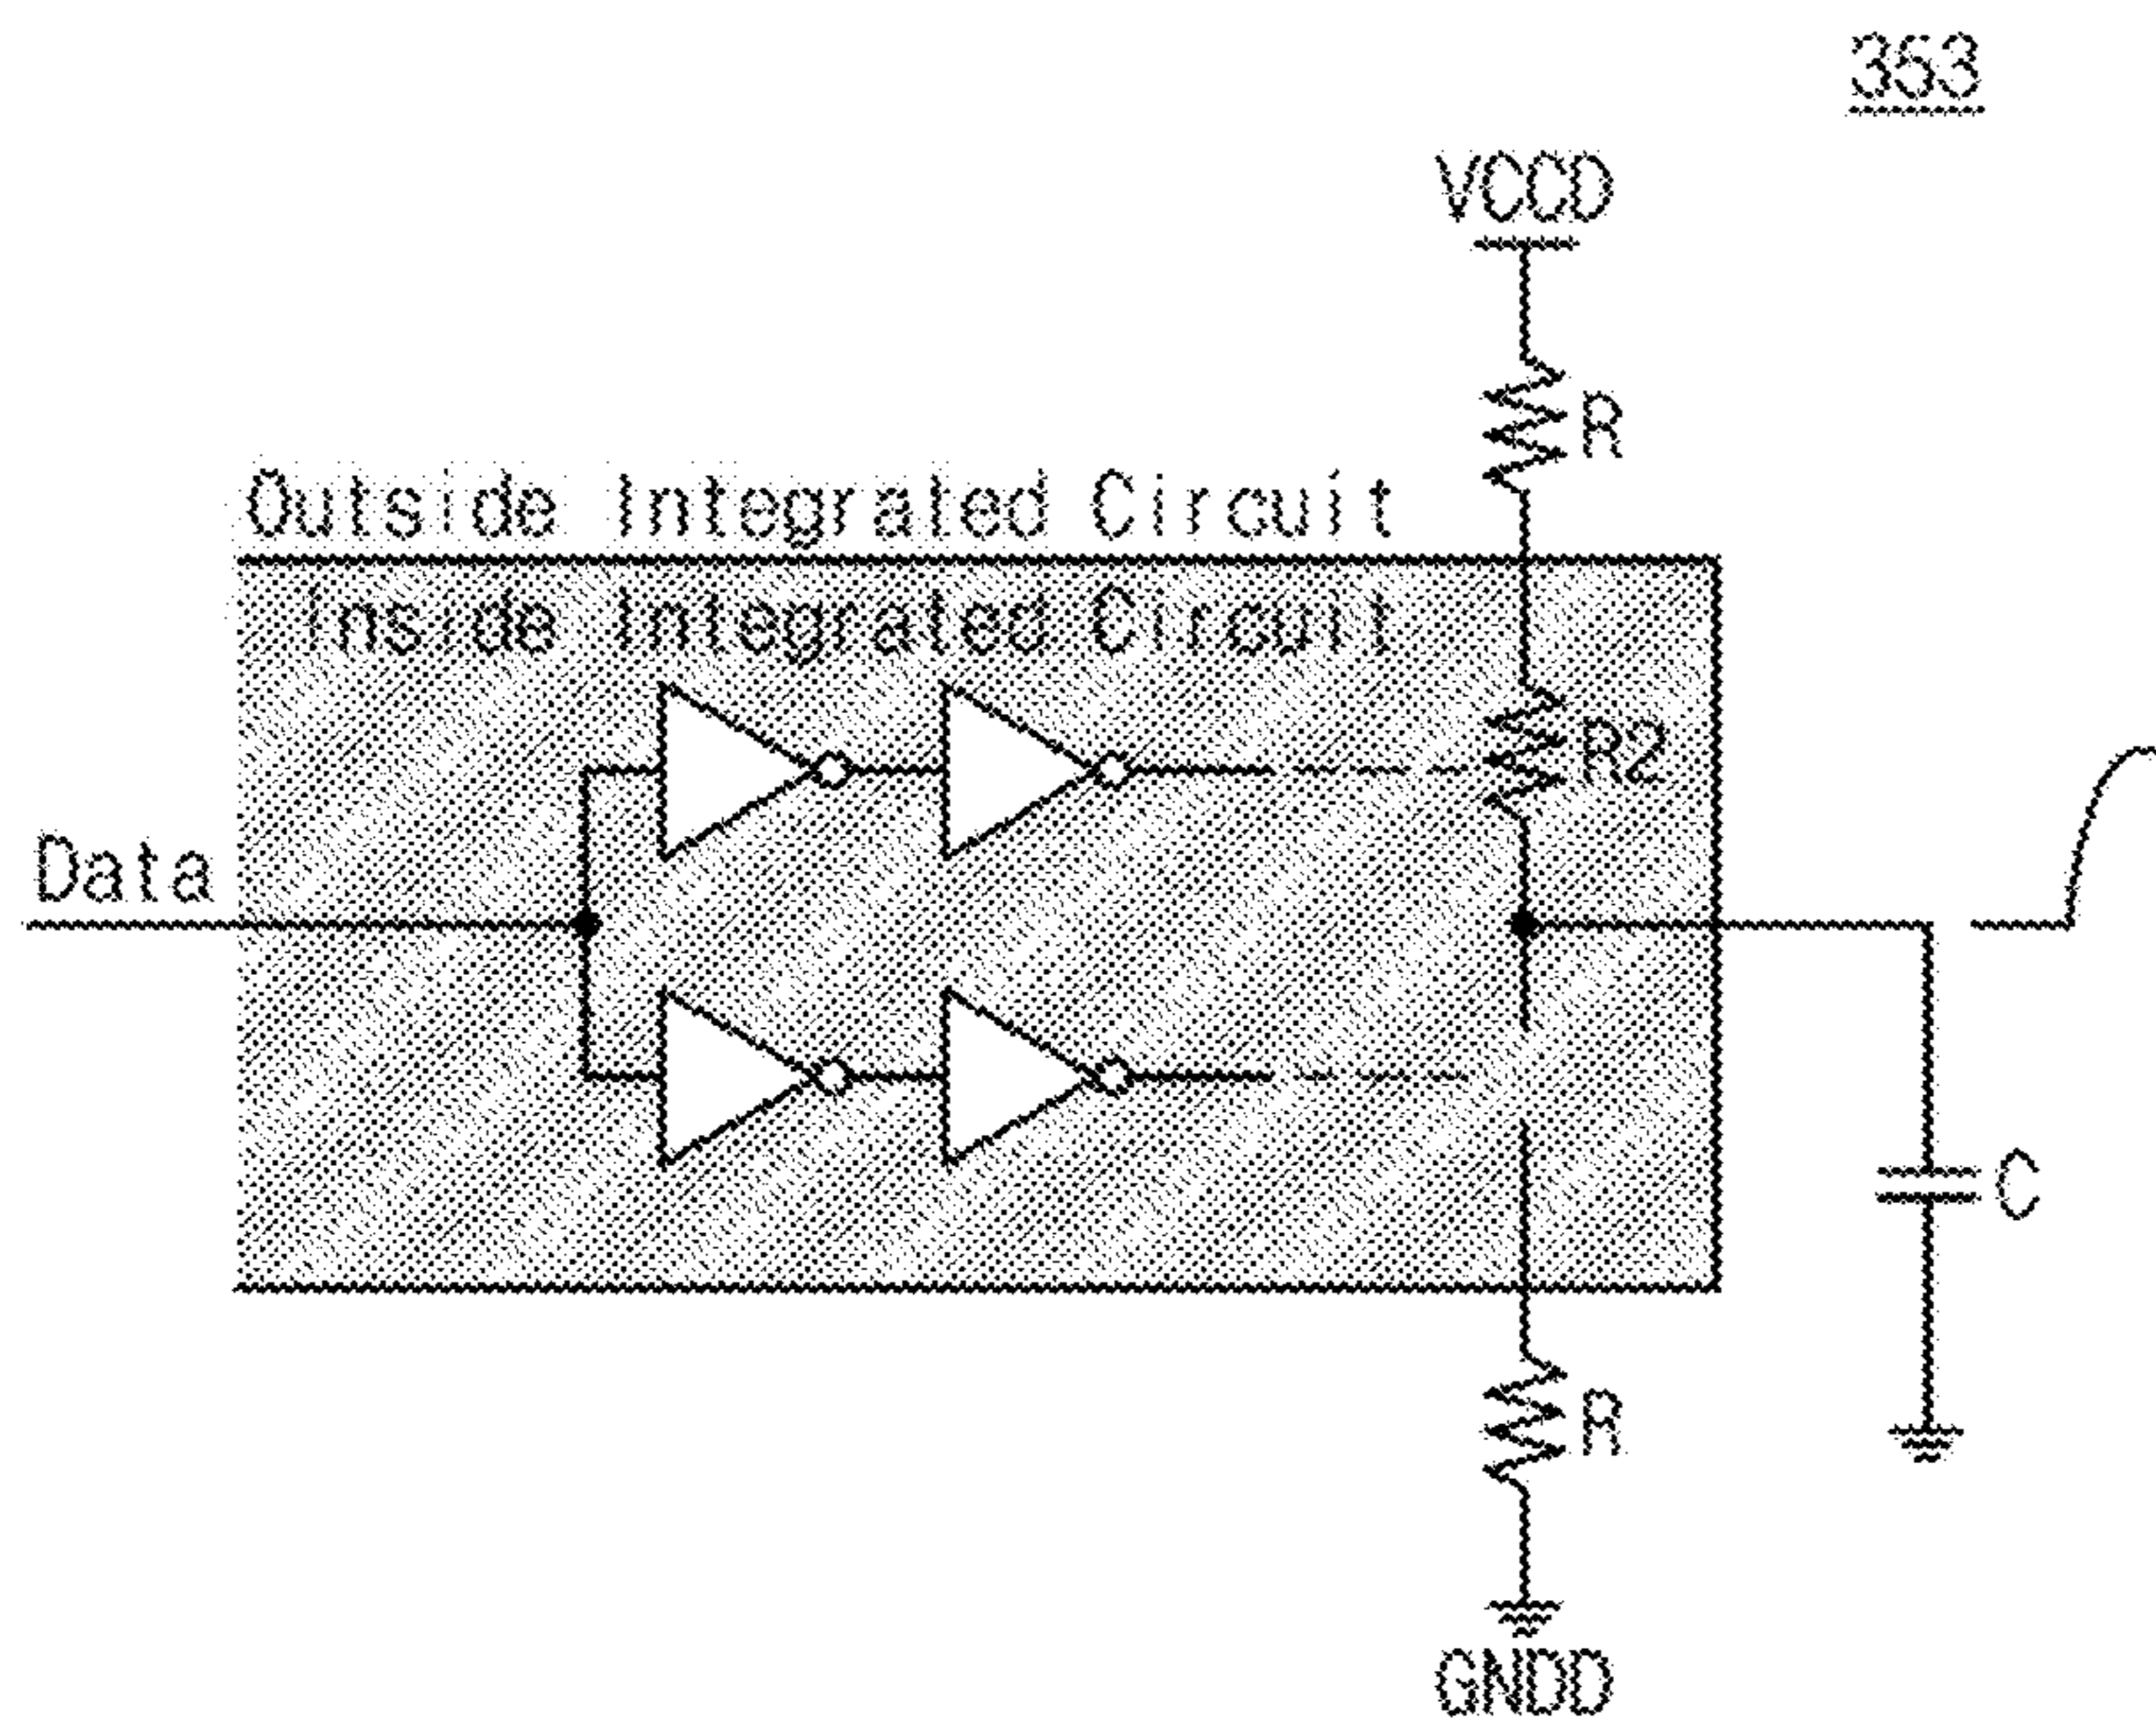 353
VCCD
R
Outside Integrated Circuit
Inside Integrated Circuit
R2
Data
C
R
GNDD